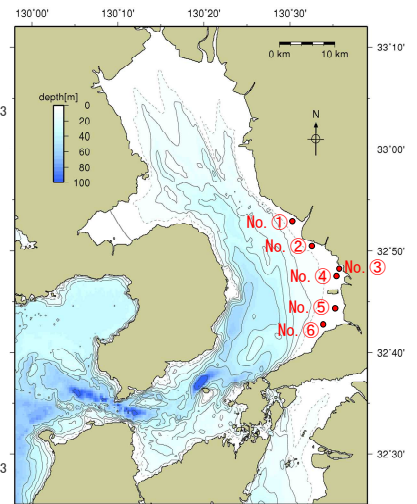 130°00' 130°10' 130°20' 130°30'
0 km 10 km
33°10'
depth[m]
0
20
40
60
80
100
N
3
33°00'
No. ①
No. ②
32°50'
No. ③
No. ④
No. ⑤
No. ⑥
32°40'
3
32°30'